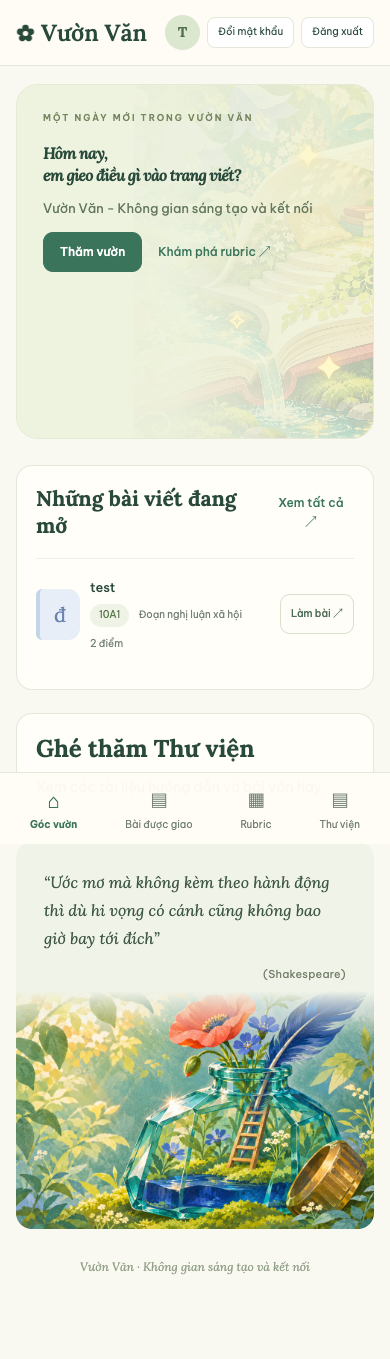 ✿ Vườn Văn
T
Đổi mật khẩu
Đăng xuất
MỘT NGÀY MỚI TRONG VƯỜN VĂN
Hôm nay,
em gieo điều gì vào trang viết?
Vườn Văn – Không gian sáng tạo và kết nối
Thăm vườn
Khám phá rubric ↗
Những bài viết đang
mở
Xem tất cả
↗
đ
test
10A1
Đoạn nghị luận xã hội
2 điểm
Làm bài ↗
Ghé thăm Thư viện
Góc vườn
Bài được giao
Rubric
Thư viện
“Ước mơ mà không kèm theo hành động
thì dù hi vọng có cánh cũng không bao
giờ bay tới đích”
(Shakespeare)
Vườn Văn · Không gian sáng tạo và kết nối